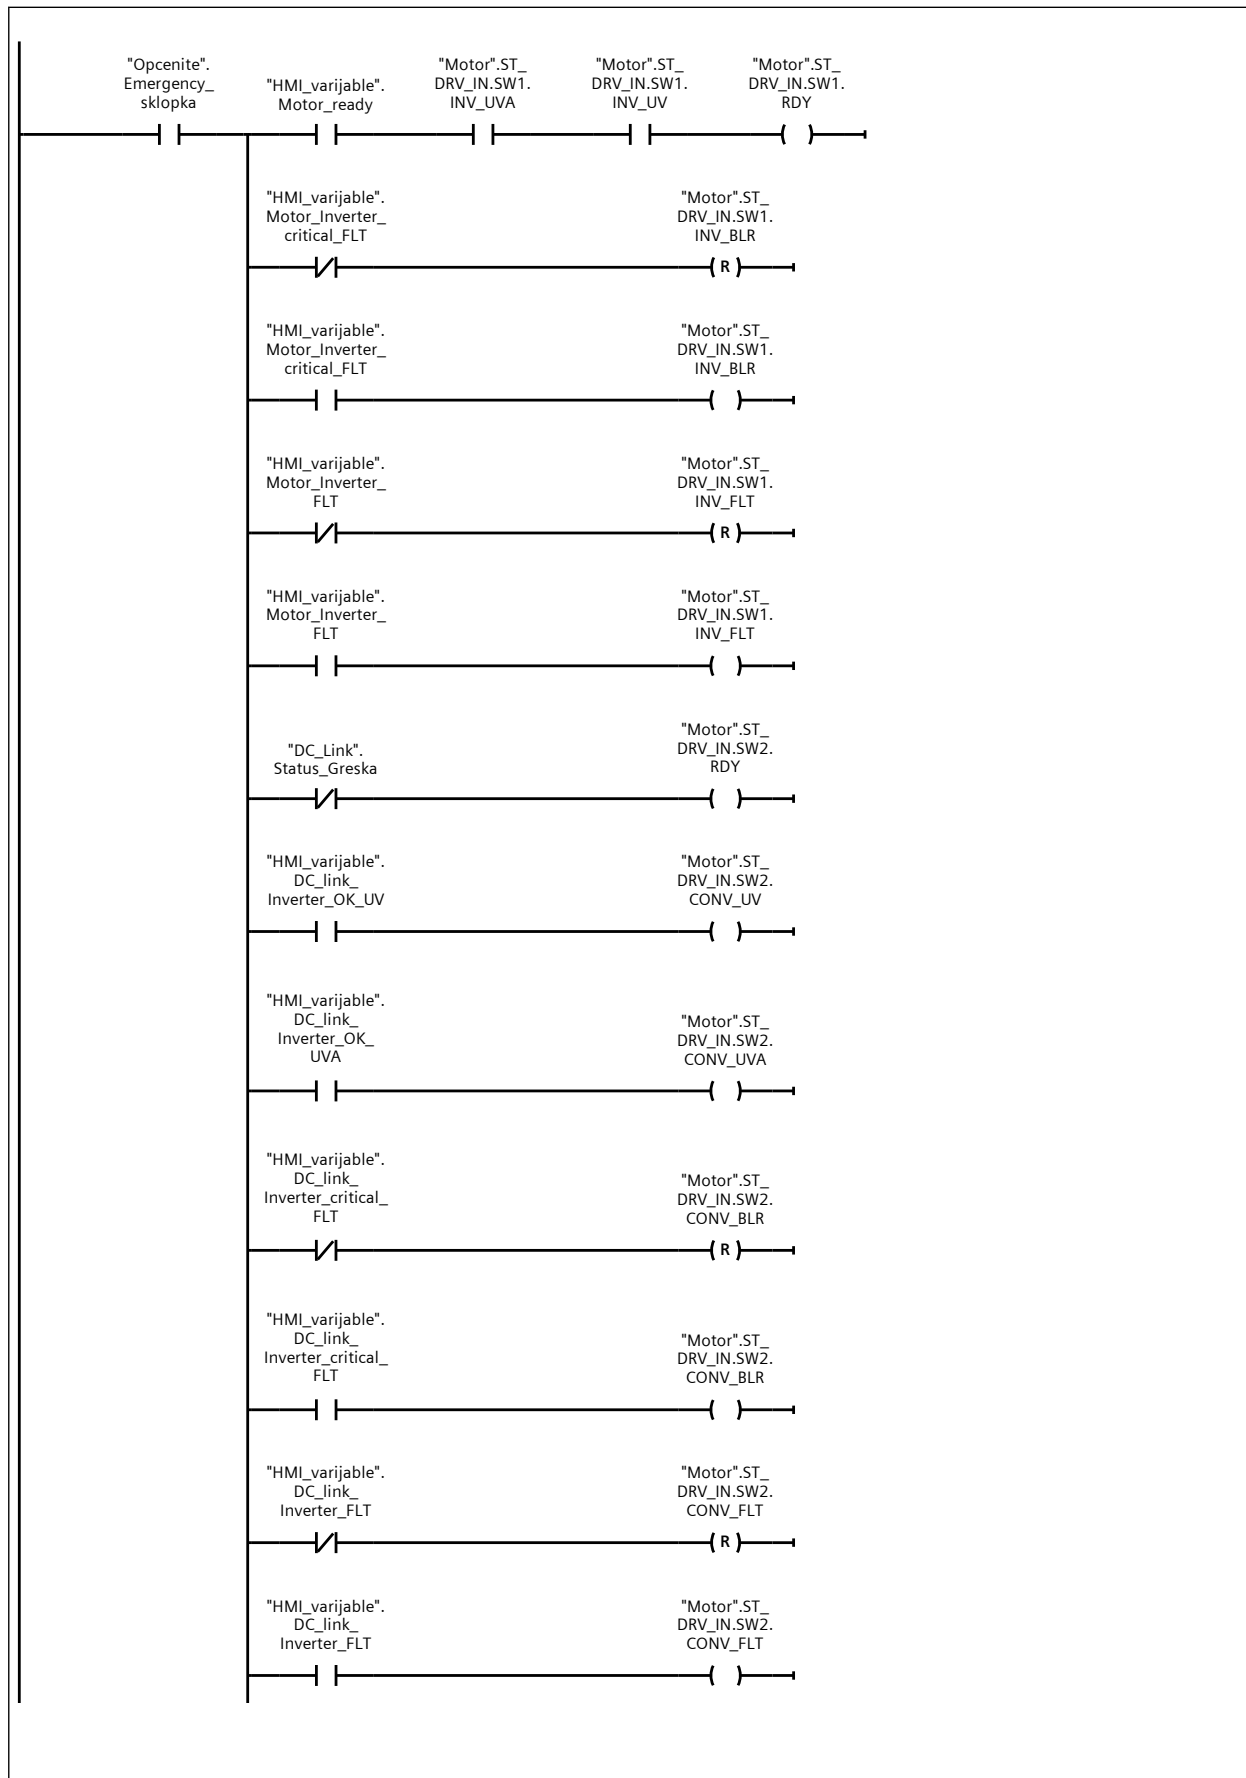 "Opcenite".
Emergency_
sklopka
"HMI_varijable".
Motor_ready
"Motor".ST_
DRV_IN.SW1.
INV_UVA
"Motor".ST_
DRV_IN.SW1.
INV_UV
"Motor".ST_
DRV_IN.SW1.
RDY
"HMI_varijable".
Motor_Inverter_
critical_FLT
"Motor".ST_
DRV_IN.SW1.
INV_BLR
R
"HMI_varijable".
Motor_Inverter_
critical_FLT
"Motor".ST_
DRV_IN.SW1.
INV_BLR
"HMI_varijable".
Motor_Inverter_
FLT
"Motor".ST_
DRV_IN.SW1.
INV_FLT
R
"HMI_varijable".
Motor_Inverter_
FLT
"Motor".ST_
DRV_IN.SW1.
INV_FLT
"DC_Link".
Status_Greska
"Motor".ST_
DRV_IN.SW2.
RDY
"HMI_varijable".
DC_link_
Inverter_OK_UV
"Motor".ST_
DRV_IN.SW2.
CONV_UV
"HMI_varijable".
DC_link_
Inverter_OK_
UVA
"Motor".ST_
DRV_IN.SW2.
CONV_UVA
"HMI_varijable".
DC_link_
Inverter_critical_
FLT
"Motor".ST_
DRV_IN.SW2.
CONV_BLR
R
"HMI_varijable".
DC_link_
Inverter_critical_
FLT
"Motor".ST_
DRV_IN.SW2.
CONV_BLR
"HMI_varijable".
DC_link_
Inverter_FLT
"Motor".ST_
DRV_IN.SW2.
CONV_FLT
R
"HMI_varijable".
DC_link_
Inverter_FLT
"Motor".ST_
DRV_IN.SW2.
CONV_FLT